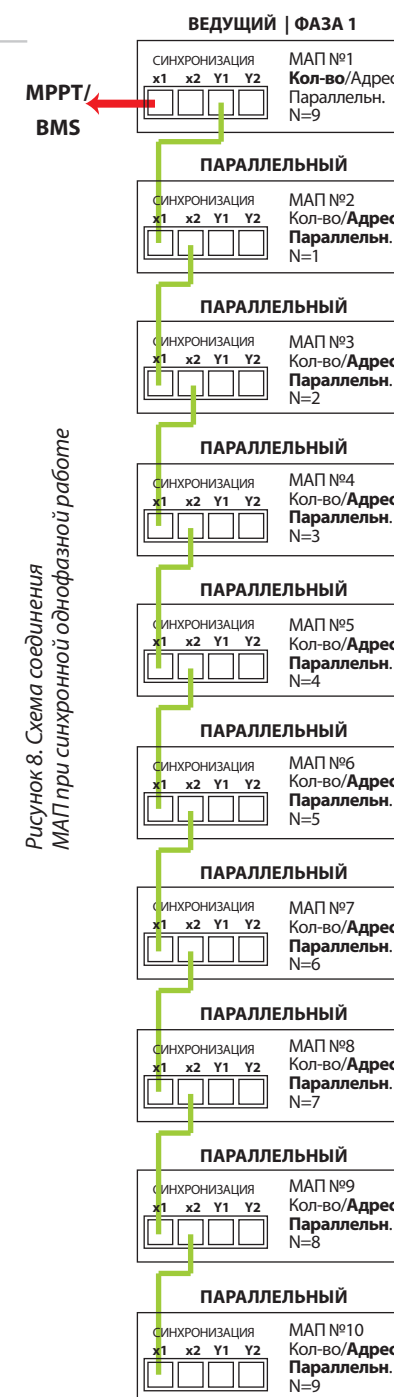 ВЕДУЩИЙ | ФАЗА 1
СИНХРОНИЗАЦИЯ
x1 x2 Y1 Y2
МАП №1
Кол-во/Адрес
Параллельн.
N=9
MPPT/
BMS
ПАРАЛЛЕЛЬНЫЙ
СИНХРОНИЗАЦИЯ
x1 x2 Y1 Y2
МАП №2
Кол-во/Адрес
Параллельн.
N=1
ПАРАЛЛЕЛЬНЫЙ
СИНХРОНИЗАЦИЯ
x1 x2 Y1 Y2
МАП №3
Кол-во/Адрес
Параллельн.
N=2
ПАРАЛЛЕЛЬНЫЙ
СИНХРОНИЗАЦИЯ
x1 x2 Y1 Y2
МАП №4
Кол-во/Адрес
Параллельн.
N=3
ПАРАЛЛЕЛЬНЫЙ
СИНХРОНИЗАЦИЯ
x1 x2 Y1 Y2
МАП №5
Кол-во/Адрес
Параллельн.
N=4
ПАРАЛЛЕЛЬНЫЙ
СИНХРОНИЗАЦИЯ
x1 x2 Y1 Y2
МАП №6
Кол-во/Адрес
Параллельн.
N=5
ПАРАЛЛЕЛЬНЫЙ
СИНХРОНИЗАЦИЯ
x1 x2 Y1 Y2
МАП №7
Кол-во/Адрес
Параллельн.
N=6
ПАРАЛЛЕЛЬНЫЙ
СИНХРОНИЗАЦИЯ
x1 x2 Y1 Y2
МАП №8
Кол-во/Адрес
Параллельн.
N=7
ПАРАЛЛЕЛЬНЫЙ
СИНХРОНИЗАЦИЯ
x1 x2 Y1 Y2
МАП №9
Кол-во/Адрес
Параллельн.
N=8
ПАРАЛЛЕЛЬНЫЙ
СИНХРОНИЗАЦИЯ
x1 x2 Y1 Y2
МАП №10
Кол-во/Адрес
Параллельн.
N=9
Рисунок 8. Схема соединения
МАП при синхронной однофазной работе